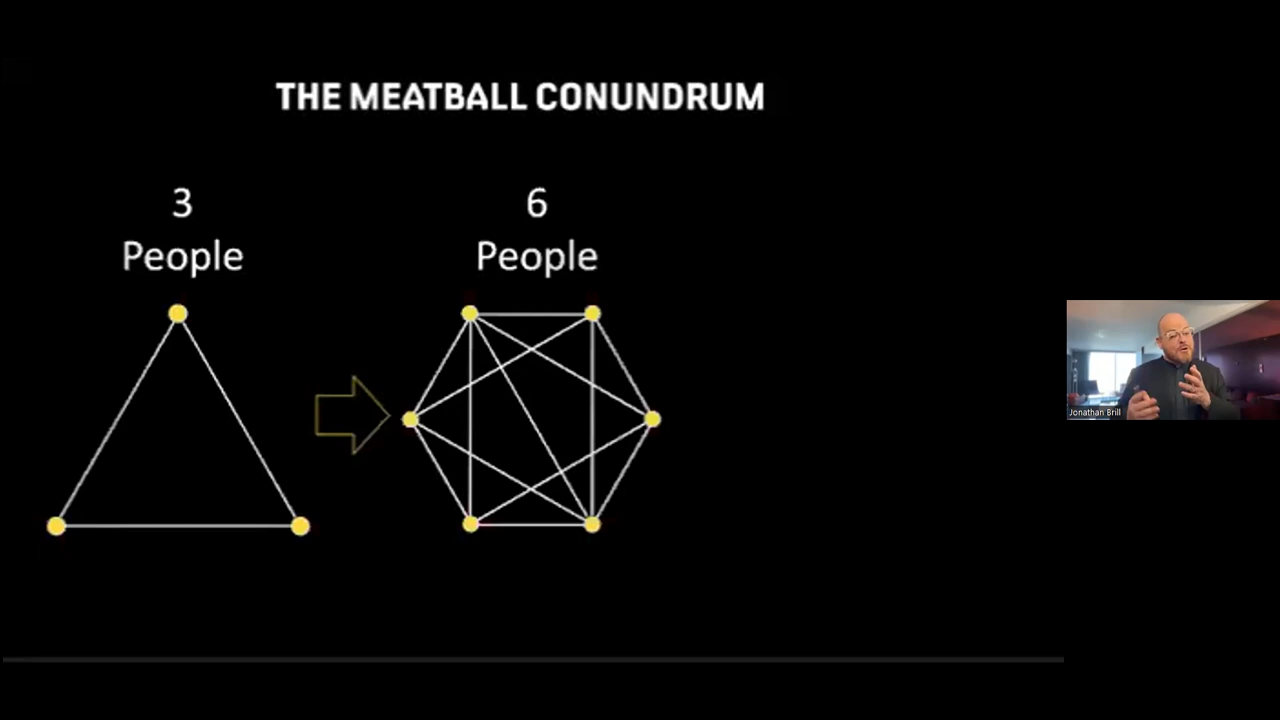 THE MEATBALL CONUNDRUM
3
People
6
People
Jonathan Brill